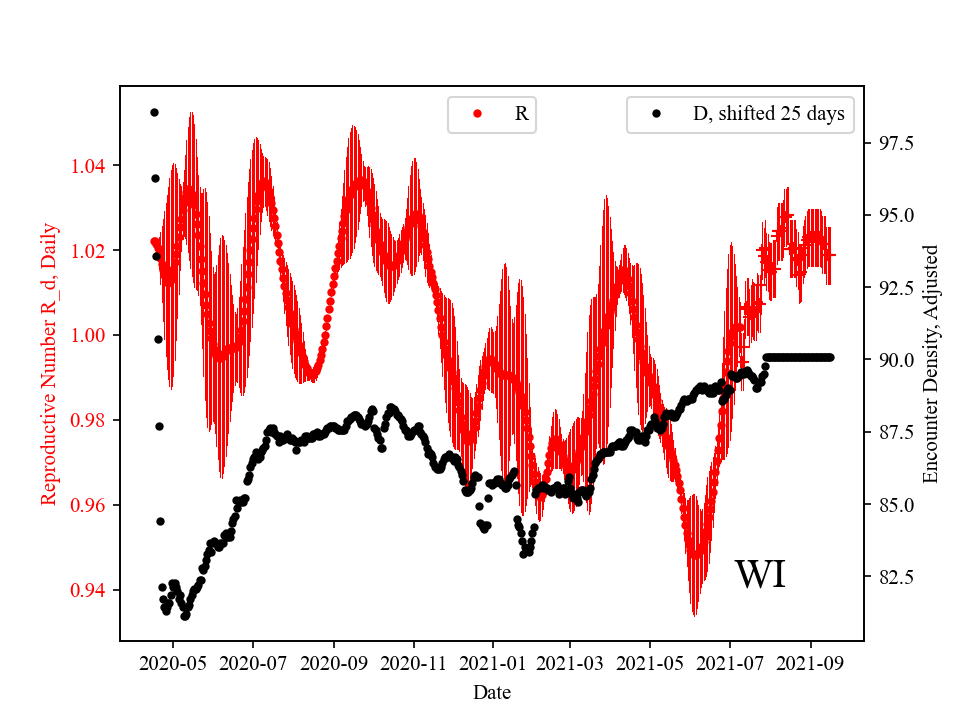 R
D, shifted 25 days
Reproductive Number R_d, Daily
1.04
1.02
1.00
0.98
0.96
0.94
97.5
95.0
92.5
90.0
87.5
85.0
82.5
Encounter Density, Adjusted
WI
2020-05 2020-07 2020-09 2020-11 2021-01 2021-03 2021-05 2021-07 2021-09
Date